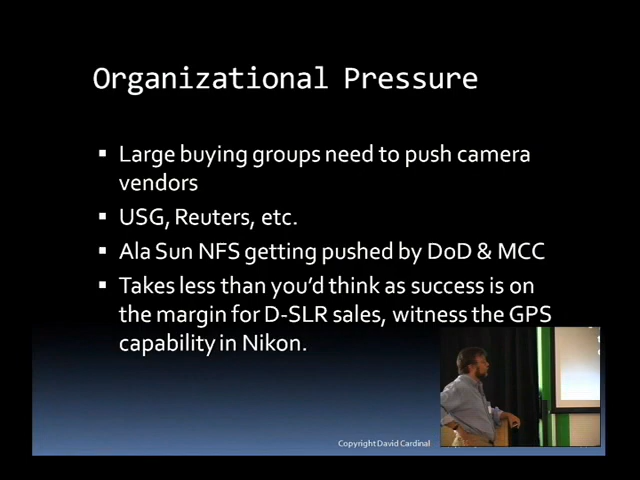 Organizational Pressure
▪ Large buying groups need to push camera
vendors
▪ USG, Reuters, etc.
▪ Ala Sun NFS getting pushed by DoD & MCC
▪ Takes less than you'd think as success is on
the margin for D-SLR sales, witness the GPS
capability in Nikon.
Copyright David Cardinal